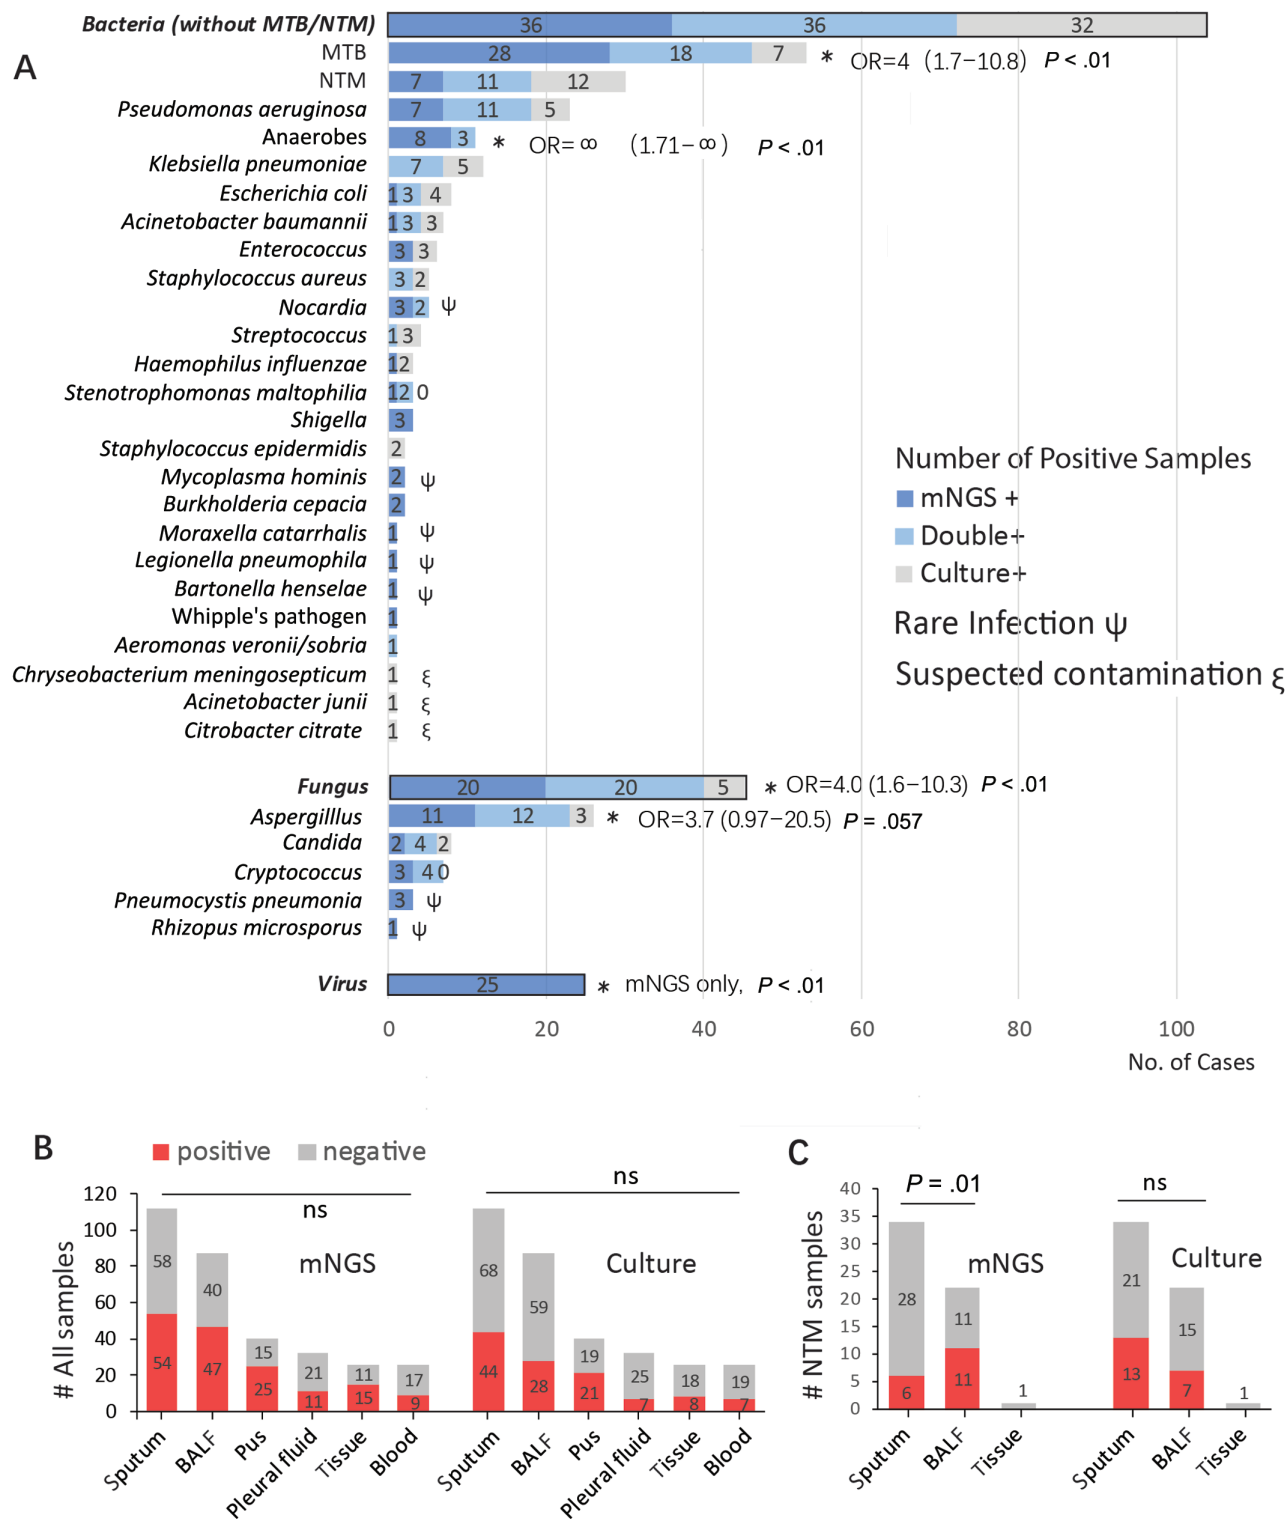 A
Bacteria (without MTB/NTM) 36 36 32
MTB 28 18 7 * OR=4 (1.7–10.8) P < .01
NTM 7 11 12
Pseudomonas aeruginosa 7 11 5
Anaerobes 8 3 * OR= ∞ (1.71– ∞ ) P < .01
Klebsiella pneumoniae 7 5
Escherichia coli 1 3 4
Acinetobacter baumannii 1 3 3
Enterococcus 3 3
Staphylococcus aureus 3 2
Nocardia 3 2 ψ
Streptococcus 1 3
Haemophilus influenzae 1 2
Stenotrophomonas maltophilia 1 2 0
Shigella 3
Staphylococcus epidermidis 2
Mycoplasma hominis 2 ψ
Burkholderia cepacia 2
Moraxella catarrhalis 1 ψ
Legionella pneumophila 1 ψ
Bartonella henselae 1 ψ
Whipple's pathogen 1
Aeromonas veronii/sobria 1
Chryseobacterium meningosepticum 1 ξ
Acinetobacter junii 1 ξ
Citrobacter citrate 1 ξ
Number of Positive Samples
mNGS +
Double+
Culture+
Rare Infection ψ
Suspected contamination ξ
Fungus 20 20 5 * OR=4.0 (1.6–10.3) P < .01
Aspergilllus 11 12 3 * OR=3.7 (0.97–20.5) P = .057
Candida 2 4 2
Cryptococcus 3 4 0
Pneumocystis pneumonia 3 ψ
Rhizopus microsporus 1 ψ
Virus 25 * mNGS only, P < .01
0 20 40 60 80 100
No. of Cases
B
positive negative
# All samples
120
100
80
60
40
20
0
ns
mNGS
58 40 15 21 11 17
54 47 25 11 15 9
Sputum BALF Pus Pleural fluid Tissue Blood
ns
Culture
68 59 19 25 18 19
44 28 21 7 8 7
Sputum BALF Pus Pleural fluid Tissue Blood
C
# NTM samples
40
35
30
25
20
15
10
5
0
P = .01
mNGS
28 11 1
6 11
Sputum BALF Tissue
ns
Culture
21 15 1
13 7
Sputum BALF Tissue